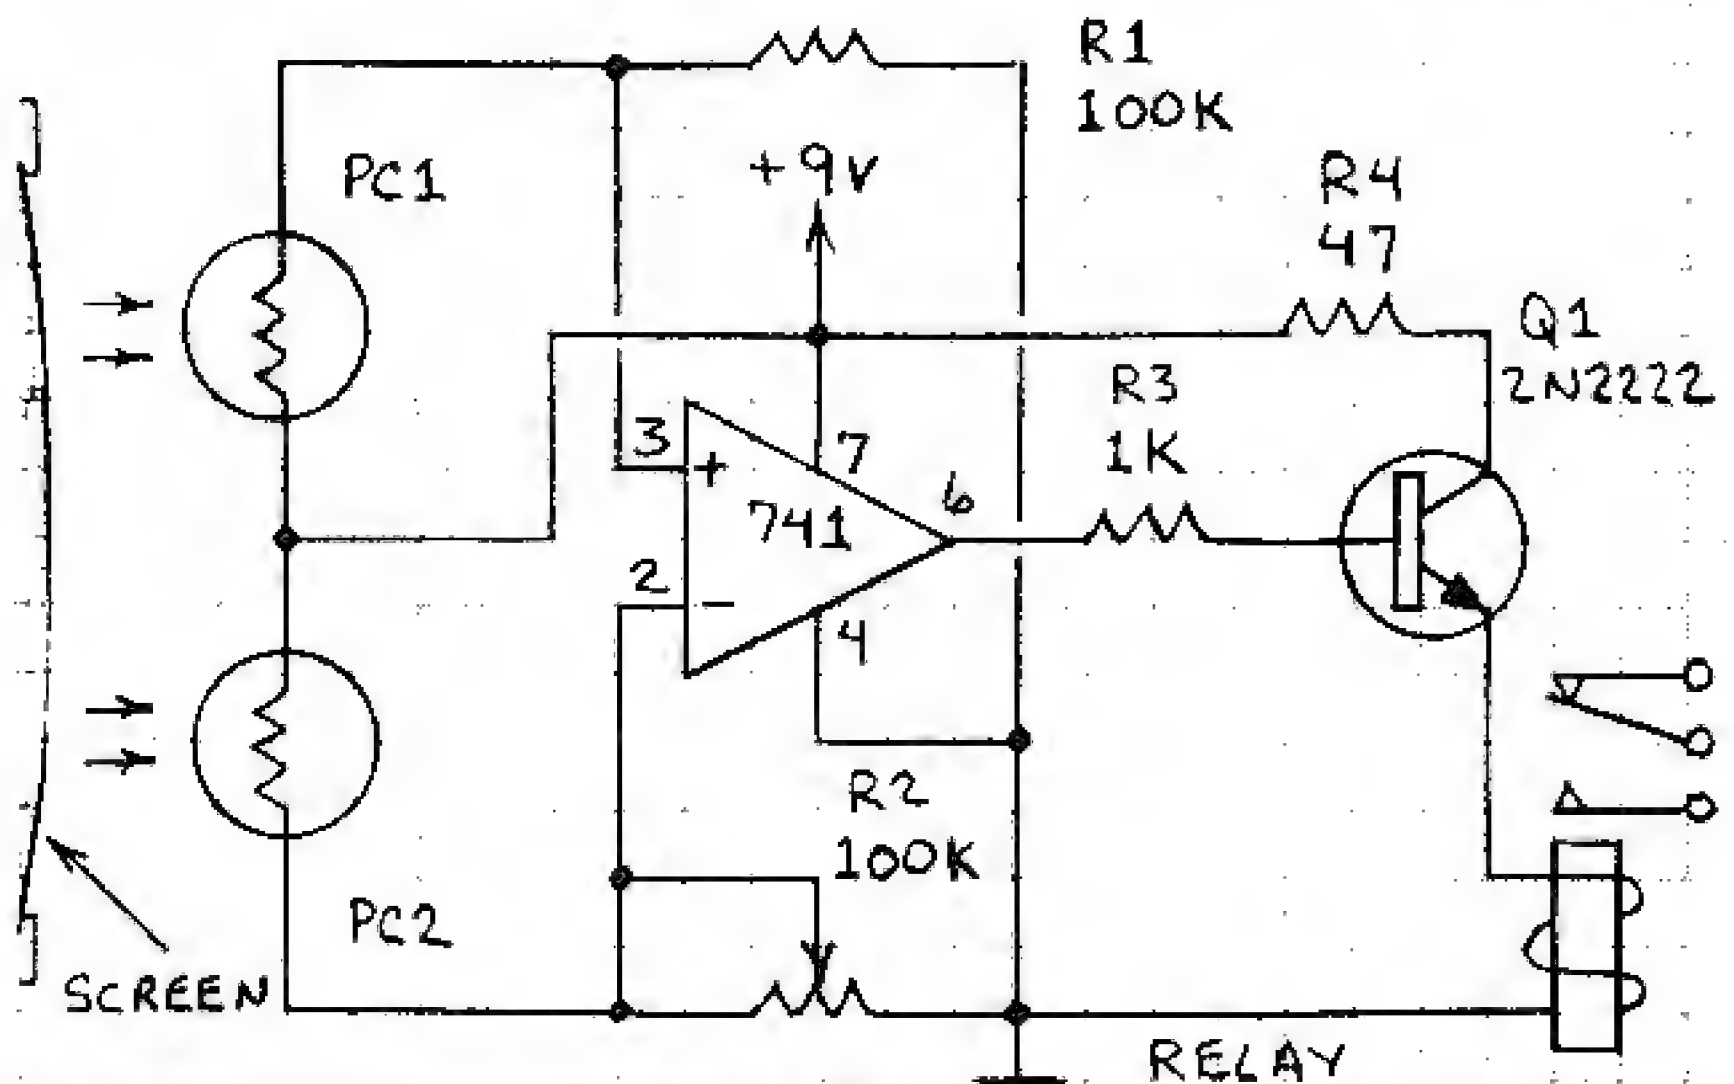 R1
100K
PC1
+9V
R4
47
Q1
2N2222
R3
1K
3
+
7
741
6
2
-
4
R2
100K
PC2
SCREEN
RELAY